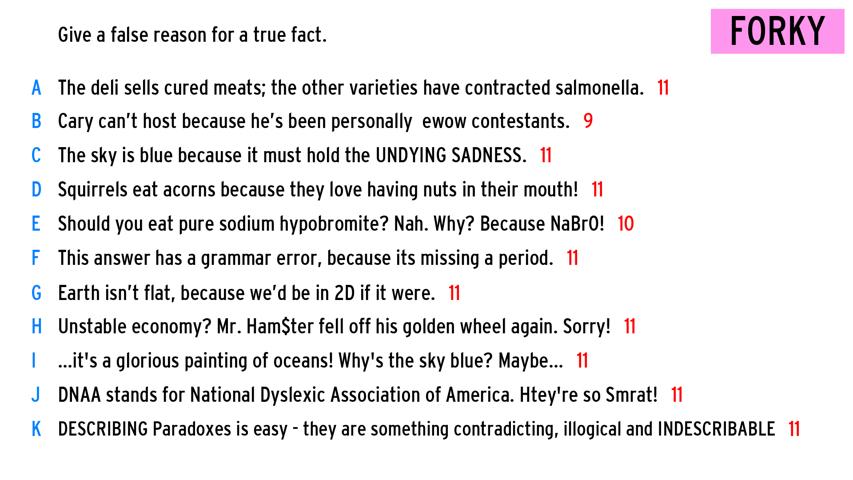 Give a false reason for a true fact.
FORKY
A The deli sells cured meats; the other varieties have contracted salmonella. 11
B Cary can't host because he's been personally ewow contestants. 9
C The sky is blue because it must hold the UNDYING SADNESS. 11
D Squirrels eat acorns because they love having nuts in their mouth! 11
E Should you eat pure sodium hypobromite? Nah. Why? Because NaBrO! 10
F This answer has a grammar error, because its missing a period. 11
G Earth isn't flat, because we'd be in 2D if it were. 11
H Unstable economy? Mr. Ham$ter fell off his golden wheel again. Sorry! 11
I ...it's a glorious painting of oceans! Why's the sky blue? Maybe... 11
J DNAA stands for National Dyslexic Association of America. Htey're so Smrat! 11
K DESCRIBING Paradoxes is easy - they are something contradicting, illogical and INDESCRIBABLE 11